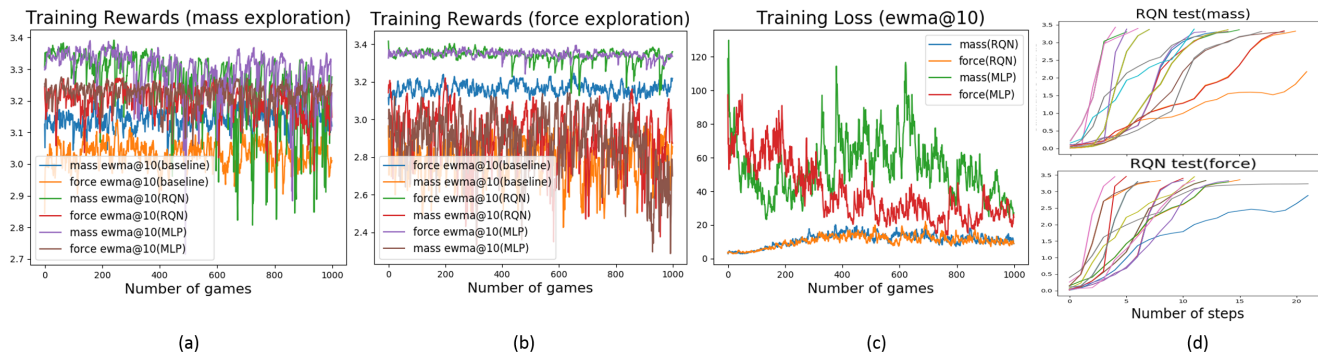 Training Rewards (mass exploration)
3.4
3.3
3.2
3.1
3.0
2.9
2.8
2.7
mass ewma@10(baseline)
force ewma@10(baseline)
mass ewma@10(RQN)
force ewma@10(RQN)
mass ewma@10(MLP)
force ewma@10(MLP)
0 200 400 600 800 1000
Number of games
(a)
Training Rewards (force exploration)
3.4
3.2
3.0
2.8
2.6
2.4
force ewma@10(baseline)
mass ewma@10(baseline)
force ewma@10(RQN)
mass ewma@10(RQN)
force ewma@10(MLP)
mass ewma@10(MLP)
0 200 400 600 800 1000
Number of games
(b)
Training Loss (ewma@10)
120
100
80
60
40
20
0
mass(RQN)
force(RQN)
mass(MLP)
force(MLP)
0 200 400 600 800 1000
Number of games
(c)
RQN test(mass)
3.5
3.0
2.5
2.0
1.5
1.0
0.5
0.0
RQN test(force)
3.5
3.0
2.5
2.0
1.5
1.0
0.5
0.0
0 5 10 15 20
Number of steps
(d)